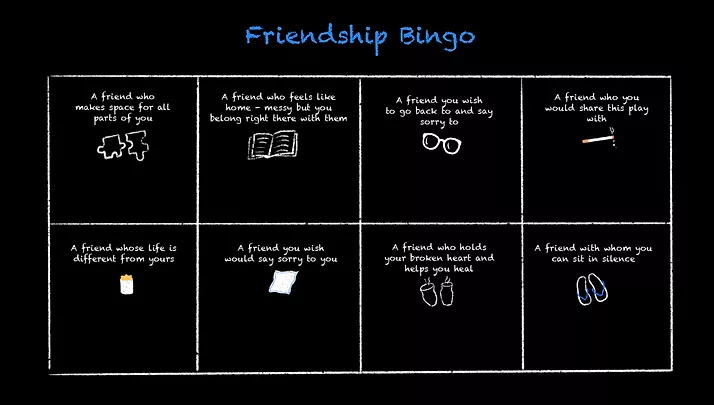 Friendship Bingo
A friend who
makes space for all
parts of you
A friend who feels like
home - messy but you
belong right there with them
A friend you wish
to go back to and say
sorry to
A friend who you
would share this play
with
A friend whose life is
different from yours
A friend you wish
would say sorry to you
A friend who holds
your broken heart and
helps you heal
A friend with whom you
can sit in silence